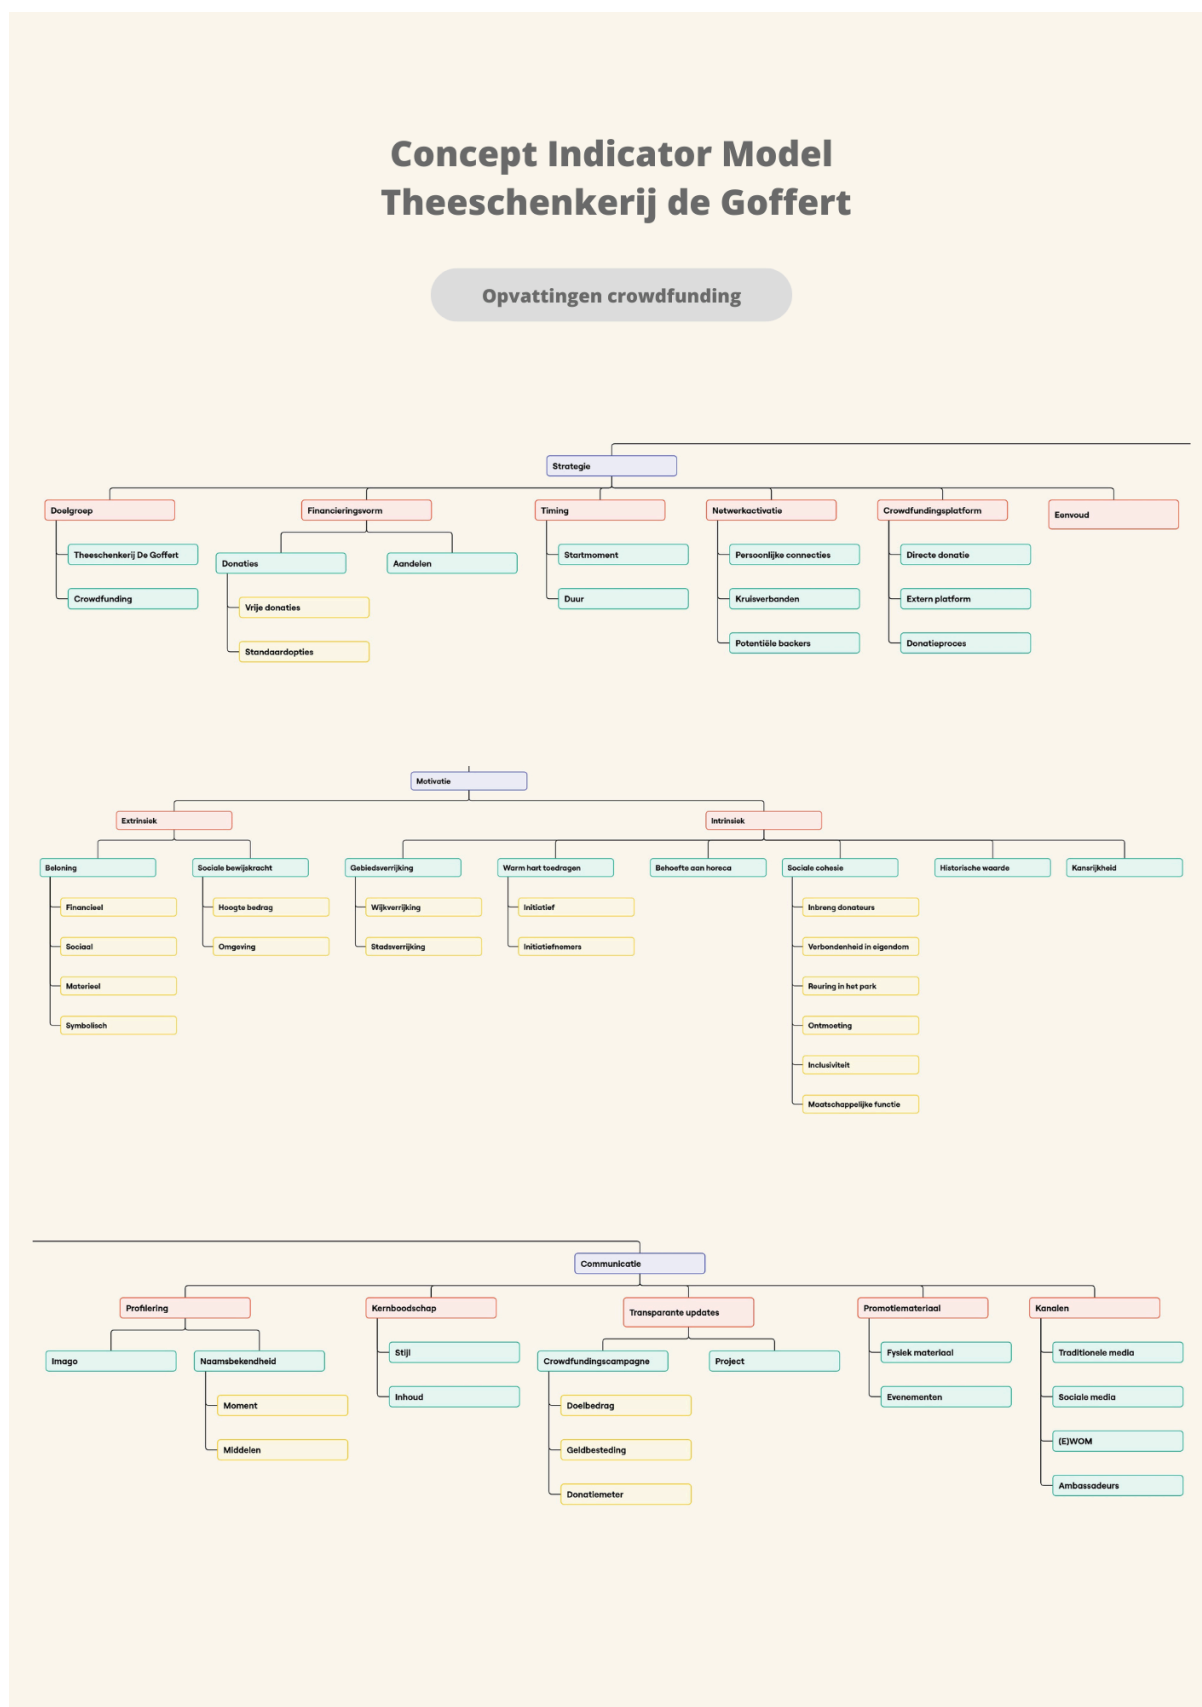 Concept Indicator Model
Theeschenkerij de Goffert
Opvattingen crowdfunding
Strategie
Doelgroep
Financieringsvorm
Timing
Netwerkactivatie
Crowdfundingsplatform
Eenvoud
Theeschenkerij De Goffert
Donaties
Aandelen
Startmoment
Persoonlijke connecties
Directe donatie
Crowdfunding
Vrije donaties
Duur
Kruisverbanden
Extern platform
Standaardopties
Potentiële backers
Donatieproces
Motivatie
Extrinsiek
Intrinsiek
Beloning
Sociale bewijskracht
Gebiedsverrijking
Warm hart toedragen
Behoefte aan horeca
Sociale cohesie
Historische waarde
Kansrijkheid
Financieel
Hoogte bedrag
Wijkverrijking
Initiatief
Inbreng donateurs
Sociaal
Omgeving
Stadsverrijking
Initiatiefnemers
Verbondenheid in eigendom
Materieel
Reuring in het park
Symbolisch
Ontmoeting
Inclusiviteit
Maatschappelijke functie
Communicatie
Profilering
Kernboodschap
Transparante updates
Promotiemateriaal
Kanalen
Imago
Naamsbekendheid
Stijl
Crowdfundingscampagne
Project
Fysiek materiaal
Traditionele media
Moment
Inhoud
Doelbedrag
Evenementen
Sociale media
Middelen
Geldbesteding
(E)WOM
Donatiemeter
Ambassadeurs